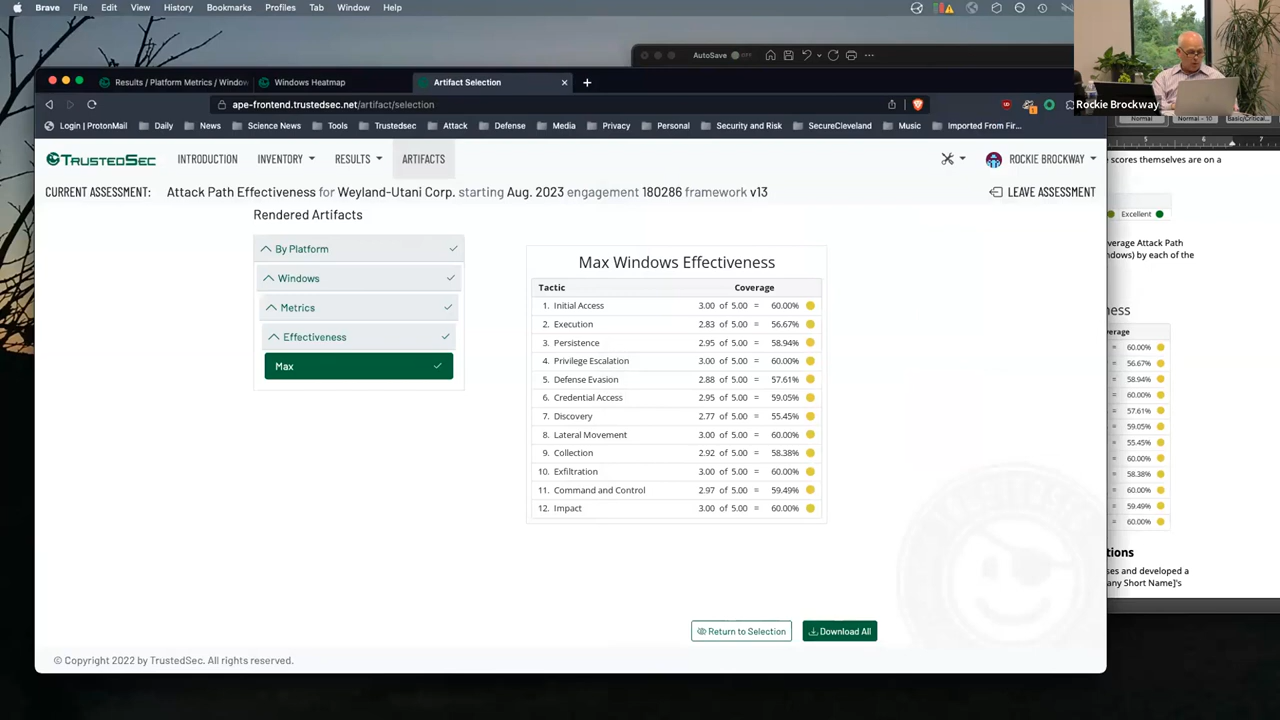 Brave File Edit View History Bookmarks Profiles Tab Window Help
AutoSave OFF
Results / Platform Metrics / Window
Windows Heatmap
Artifact Selection
ape-frontend.trustedsec.net/artifact/selection
Rockie Brockway
Login | ProtonMail Daily News Science News Tools Trustedsec Attack Defense Media Privacy Personal Security and Risk SecureCleveland Music Imported From Fir...
Normal Normal ~ 10 Basic/Critical...
5 6 7
TRUSTEDSEC INTRODUCTION INVENTORY RESULTS ARTIFACTS ROCKIE BROCKWAY
e scores themselves are on a
CURRENT ASSESSMENT: Attack Path Effectiveness for Weyland-Utani Corp. starting Aug. 2023 engagement 180286 framework v13 LEAVE ASSESSMENT
Excellent
Rendered Artifacts
By Platform
Windows
Metrics
Effectiveness
Max
Max Windows Effectiveness
Tactic Coverage
1. Initial Access 3.00 of 5.00 = 60.00%
2. Execution 2.83 of 5.00 = 56.67%
3. Persistence 2.95 of 5.00 = 58.94%
4. Privilege Escalation 3.00 of 5.00 = 60.00%
5. Defense Evasion 2.88 of 5.00 = 57.61%
6. Credential Access 2.95 of 5.00 = 59.05%
7. Discovery 2.77 of 5.00 = 55.45%
8. Lateral Movement 3.00 of 5.00 = 60.00%
9. Collection 2.92 of 5.00 = 58.38%
10. Exfiltration 3.00 of 5.00 = 60.00%
11. Command and Control 2.97 of 5.00 = 59.49%
12. Impact 3.00 of 5.00 = 60.00%
verage Attack Path
ndows) by each of the
ness
erage
= 60.00%
= 56.67%
= 58.94%
= 60.00%
= 57.61%
= 59.05%
= 55.45%
= 60.00%
= 58.38%
= 60.00%
= 59.49%
= 60.00%
tions
ses and developed a
any Short Name]'s
Return to Selection Download All
© Copyright 2022 by TrustedSec. All rights reserved.